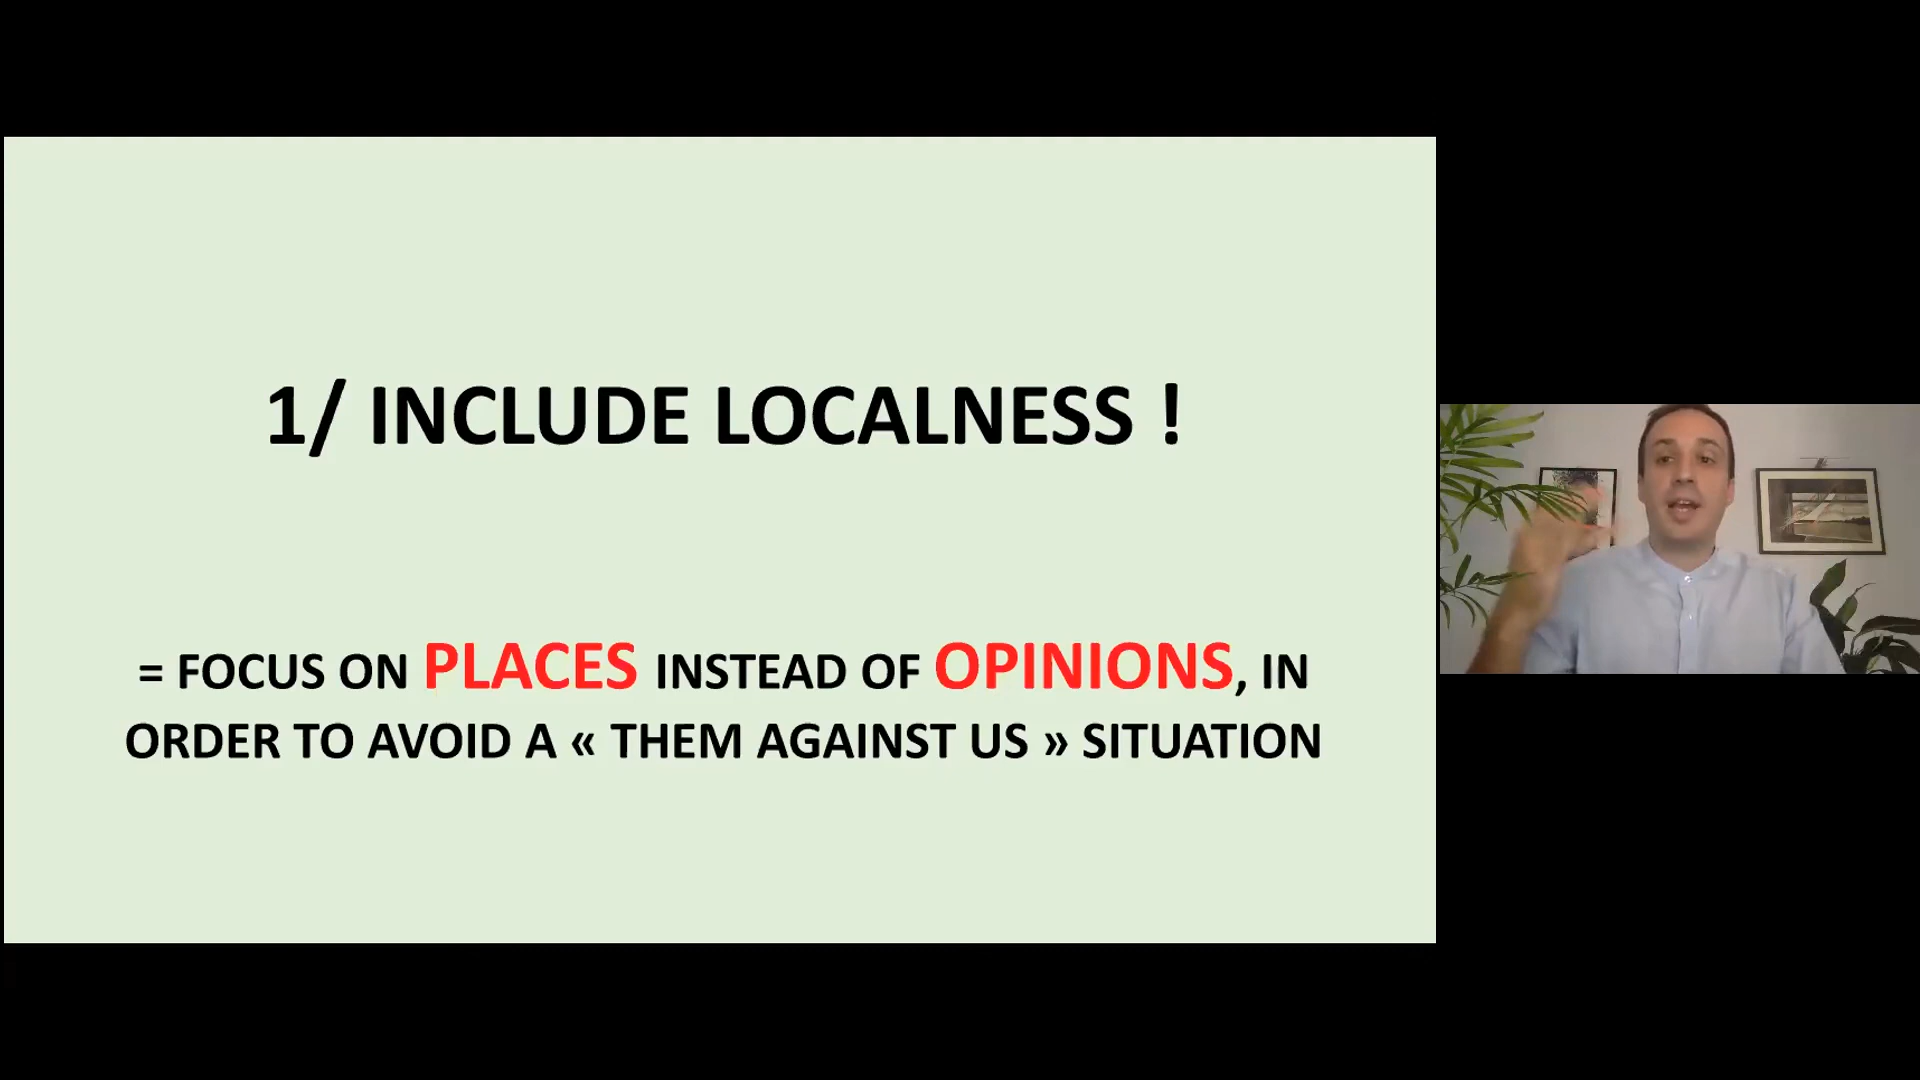 1/ INCLUDE LOCALNESS !
= FOCUS ON PLACES INSTEAD OF OPINIONS, IN
ORDER TO AVOID A « THEM AGAINST US » SITUATION